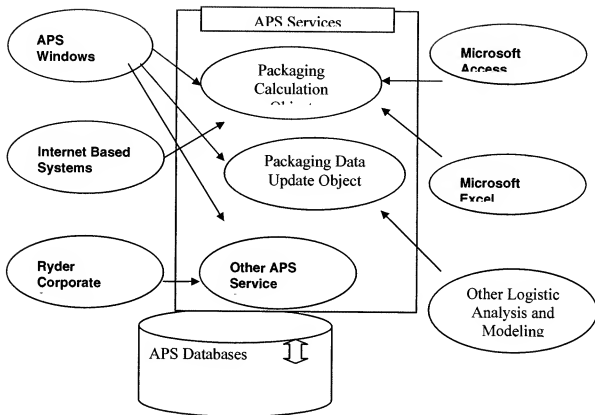 APS Services
APS
Windows
Packaging
Calculation
Microsoft
Access
Internet Based
Systems
Packaging Data
Update Object
Microsoft
Excel
Ryder
Corporate
Other APS
Service
Other Logistic
Analysis and
Modeling
APS Databases